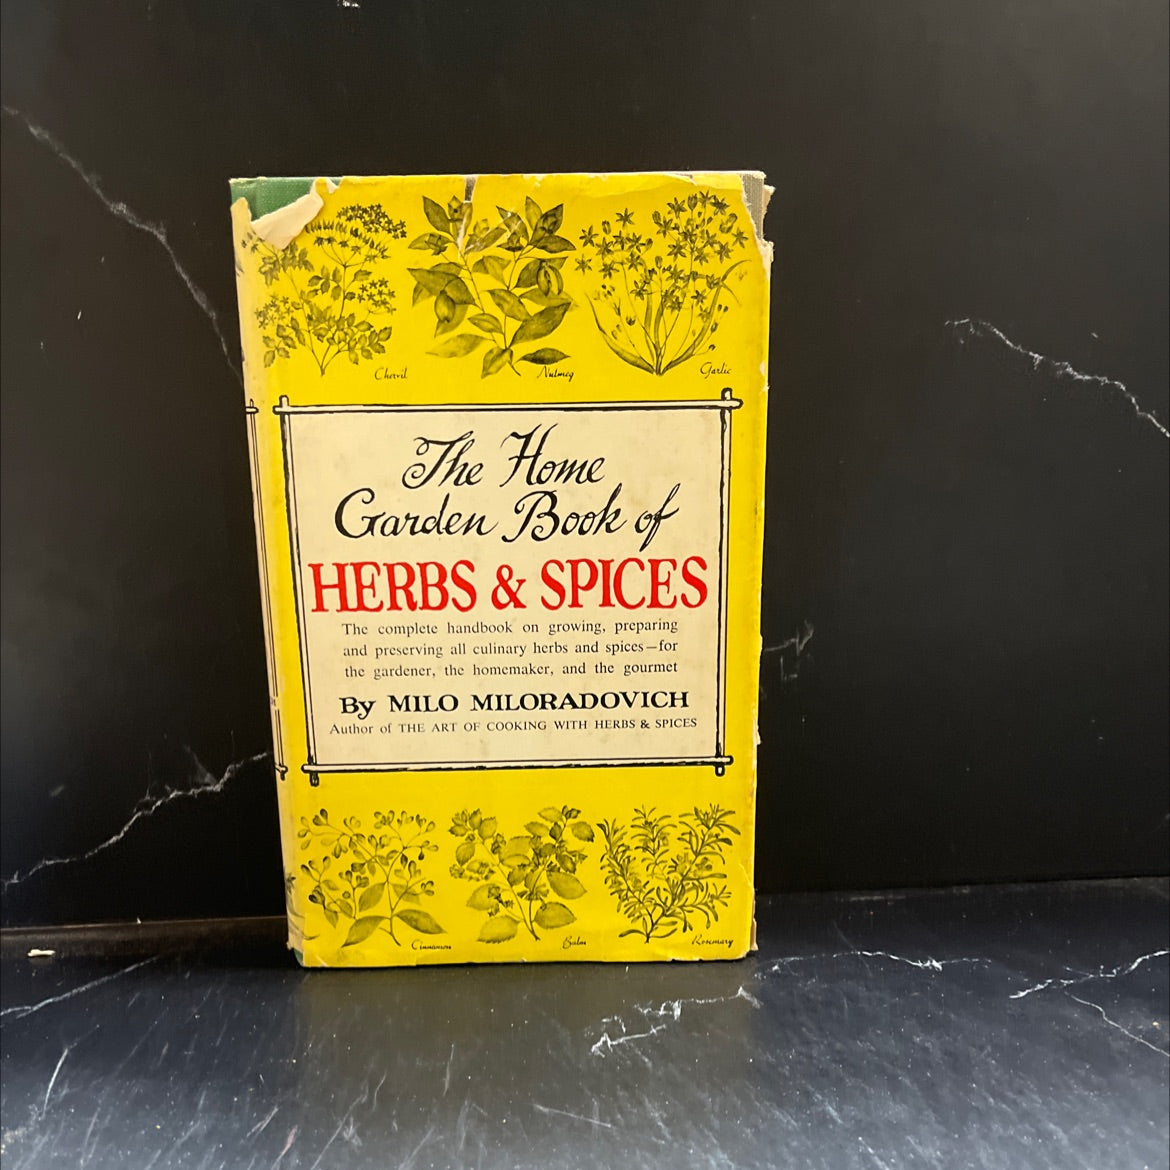 Chervil
Nutmeg
Garlic
The Home
Garden Book of
HERBS & SPICES
The complete handbook on growing, preparing
and preserving all culinary herbs and spices—for
the gardener, the homemaker, and the gourmet
By MILO MILORADOVICH
Author of THE ART OF COOKING WITH HERBS & SPICES
Cinnamon
Balm
Rosemary